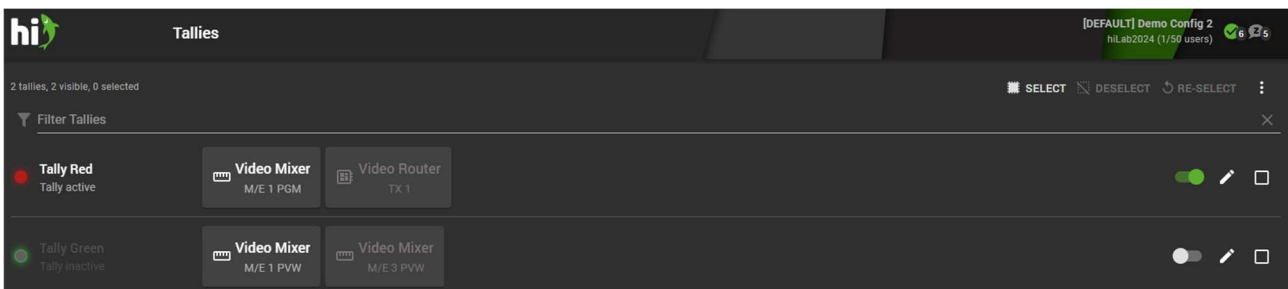 hi
Tallies
[DEFAULT] Demo Config 2
hiLab2024 (1/50 users)
6 5
2 tallies, 2 visible, 0 selected
SELECT DESELECT RE-SELECT
Filter Tallies
Tally Red
Tally active
Video Mixer
M/E 1 PGM
Video Router
TX 1
Tally Green
Tally inactive
Video Mixer
M/E 1 PVW
Video Mixer
M/E 3 PVW